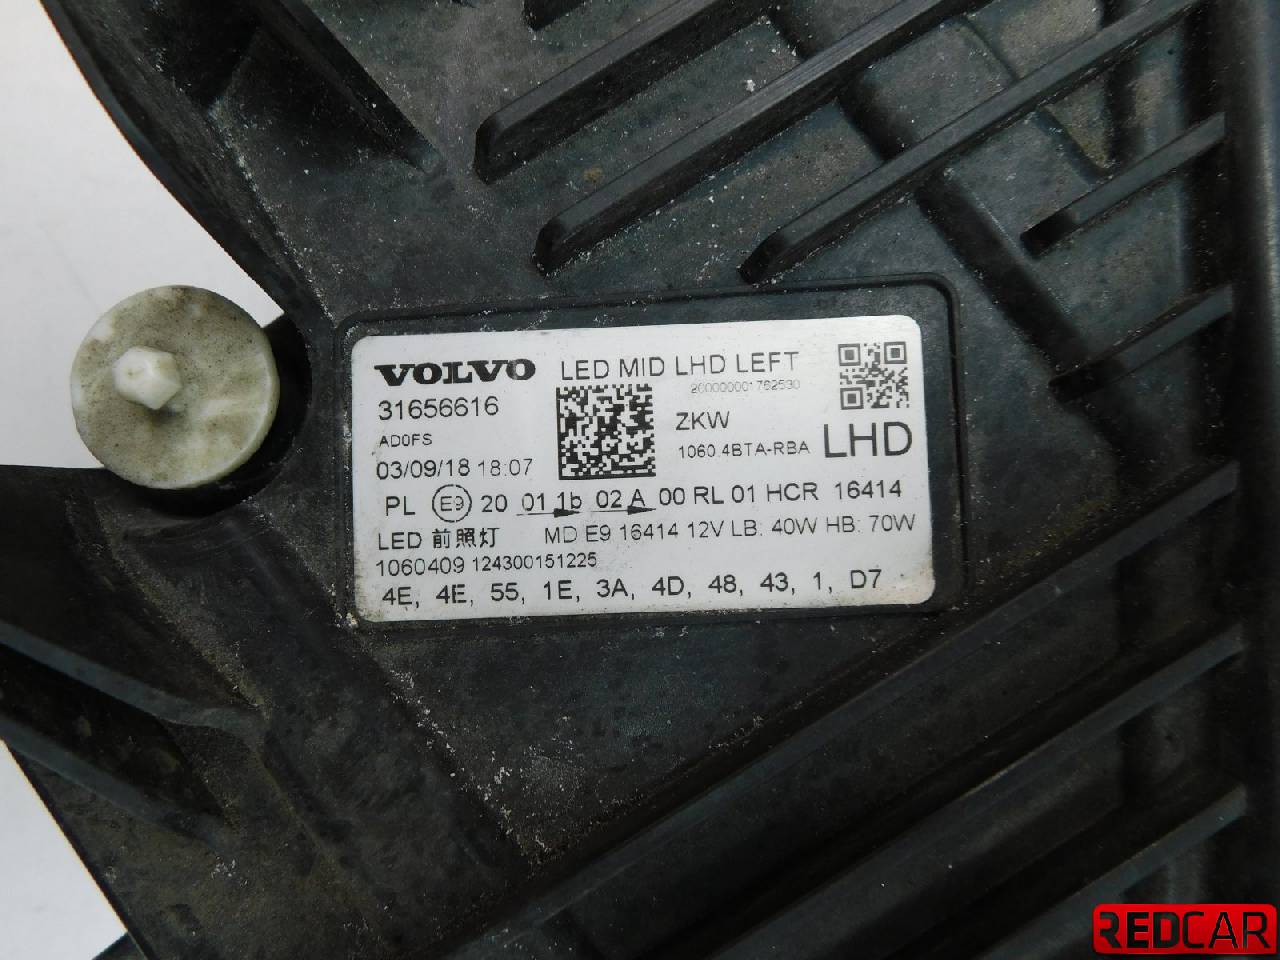 VOLVO LED MID LHD LEFT
31656616 200000001762530
AD0FS ZKW
03/09/18 18:07 1060.4BTA-RBA LHD
PL E9 20 01 1b 02 A 00 RL 01 HCR 16414
LED 前照灯 MD E9 16414 12V LB: 40W HB: 70W
1060409 124300151225
4E, 4E, 55, 1E, 3A, 4D, 48, 43, 1, D7
REDCAR